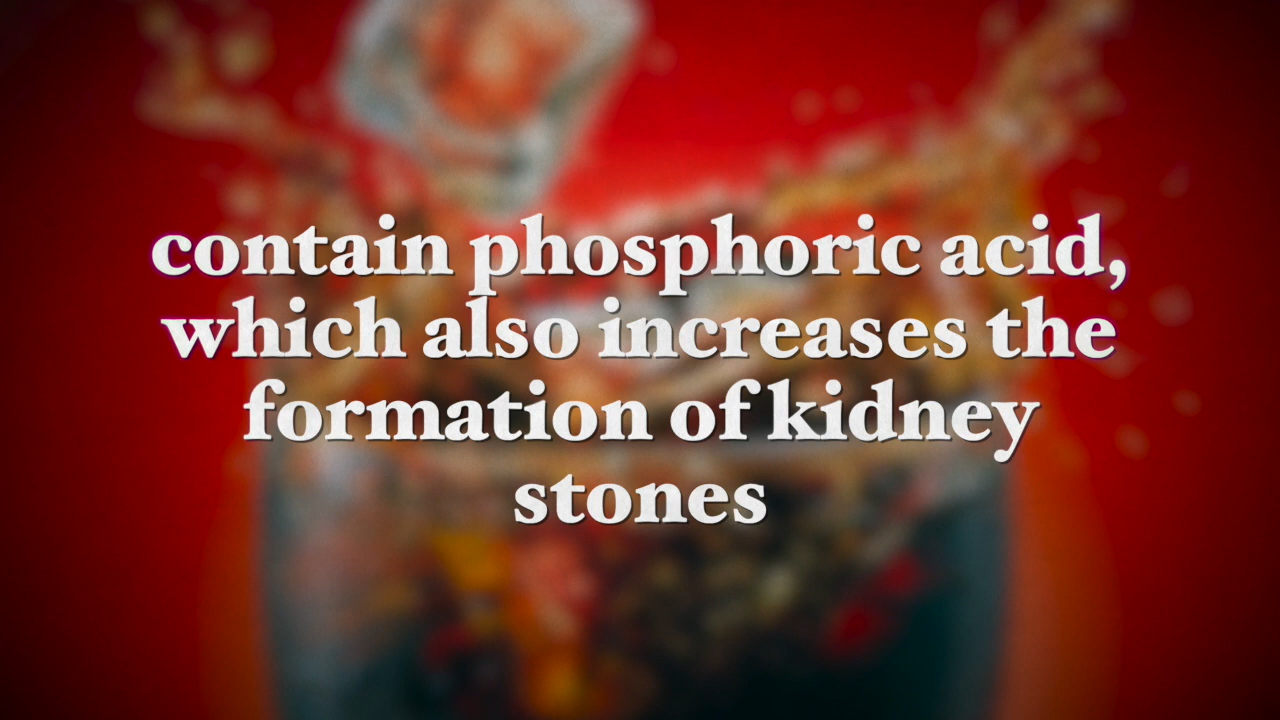 contain phosphoric acid,
which also increases the
formation of kidney
stones